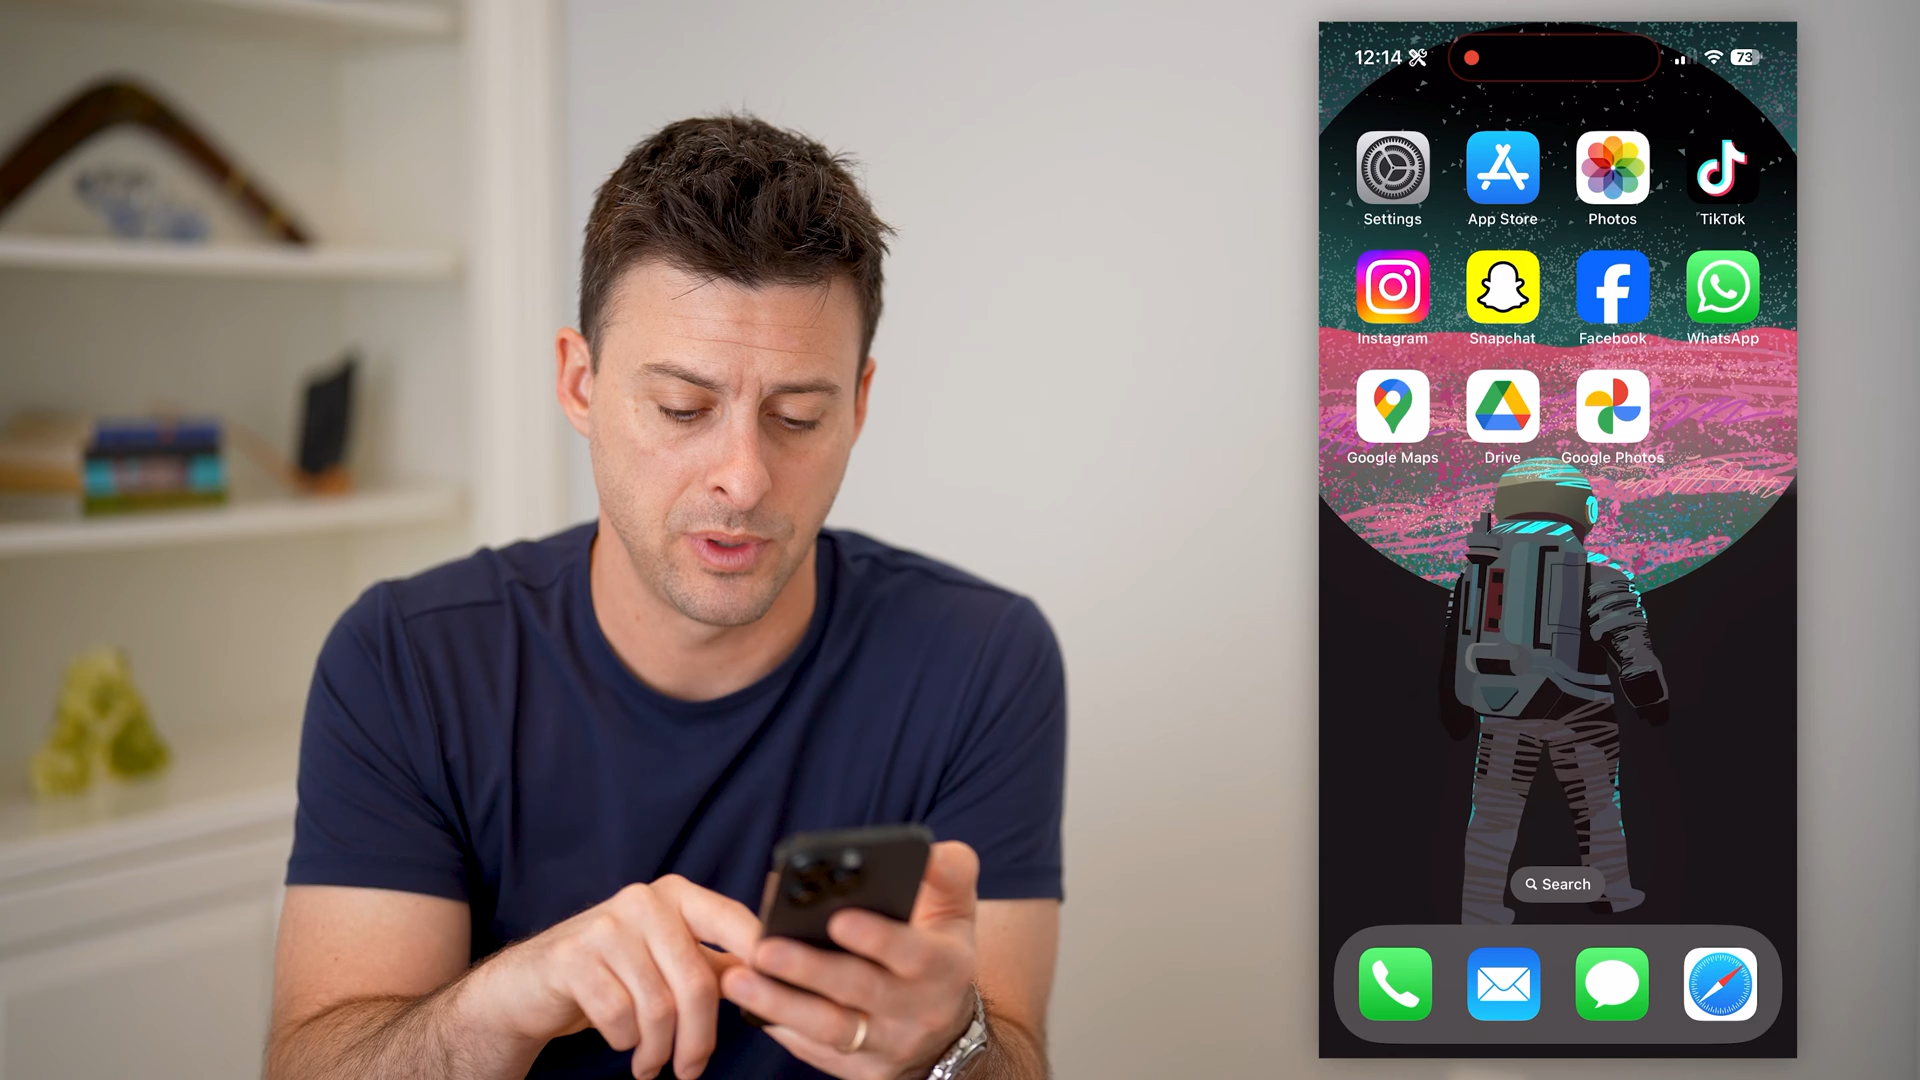 12:14
73
Settings
App Store
Photos
TikTok
Instagram
Snapchat
Facebook
WhatsApp
Google Maps
Drive
Google Photos
Search